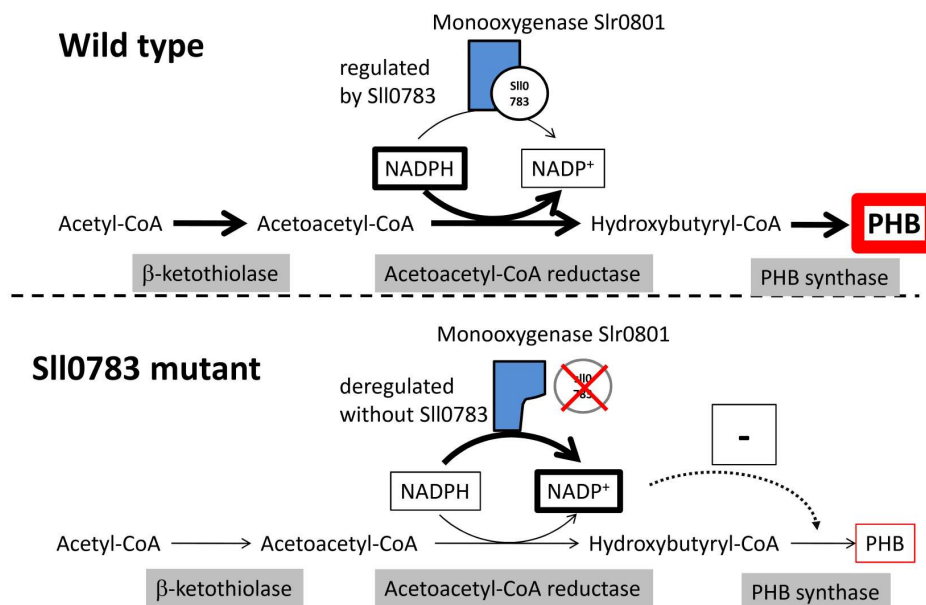 Monooxygenase Slr0801
Wild type
regulated
by Sll0783
Sll0
783
NADPH
NADP+
Acetyl-CoA
Acetoacetyl-CoA
Hydroxybutyryl-CoA
PHB
β-ketothiolase
Acetoacetyl-CoA reductase
PHB synthase
Monooxygenase Slr0801
Sll0783 mutant
deregulated
without Sll0783
sll0
783
-
NADPH
NADP+
Acetyl-CoA
Acetoacetyl-CoA
Hydroxybutyryl-CoA
PHB
β-ketothiolase
Acetoacetyl-CoA reductase
PHB synthase